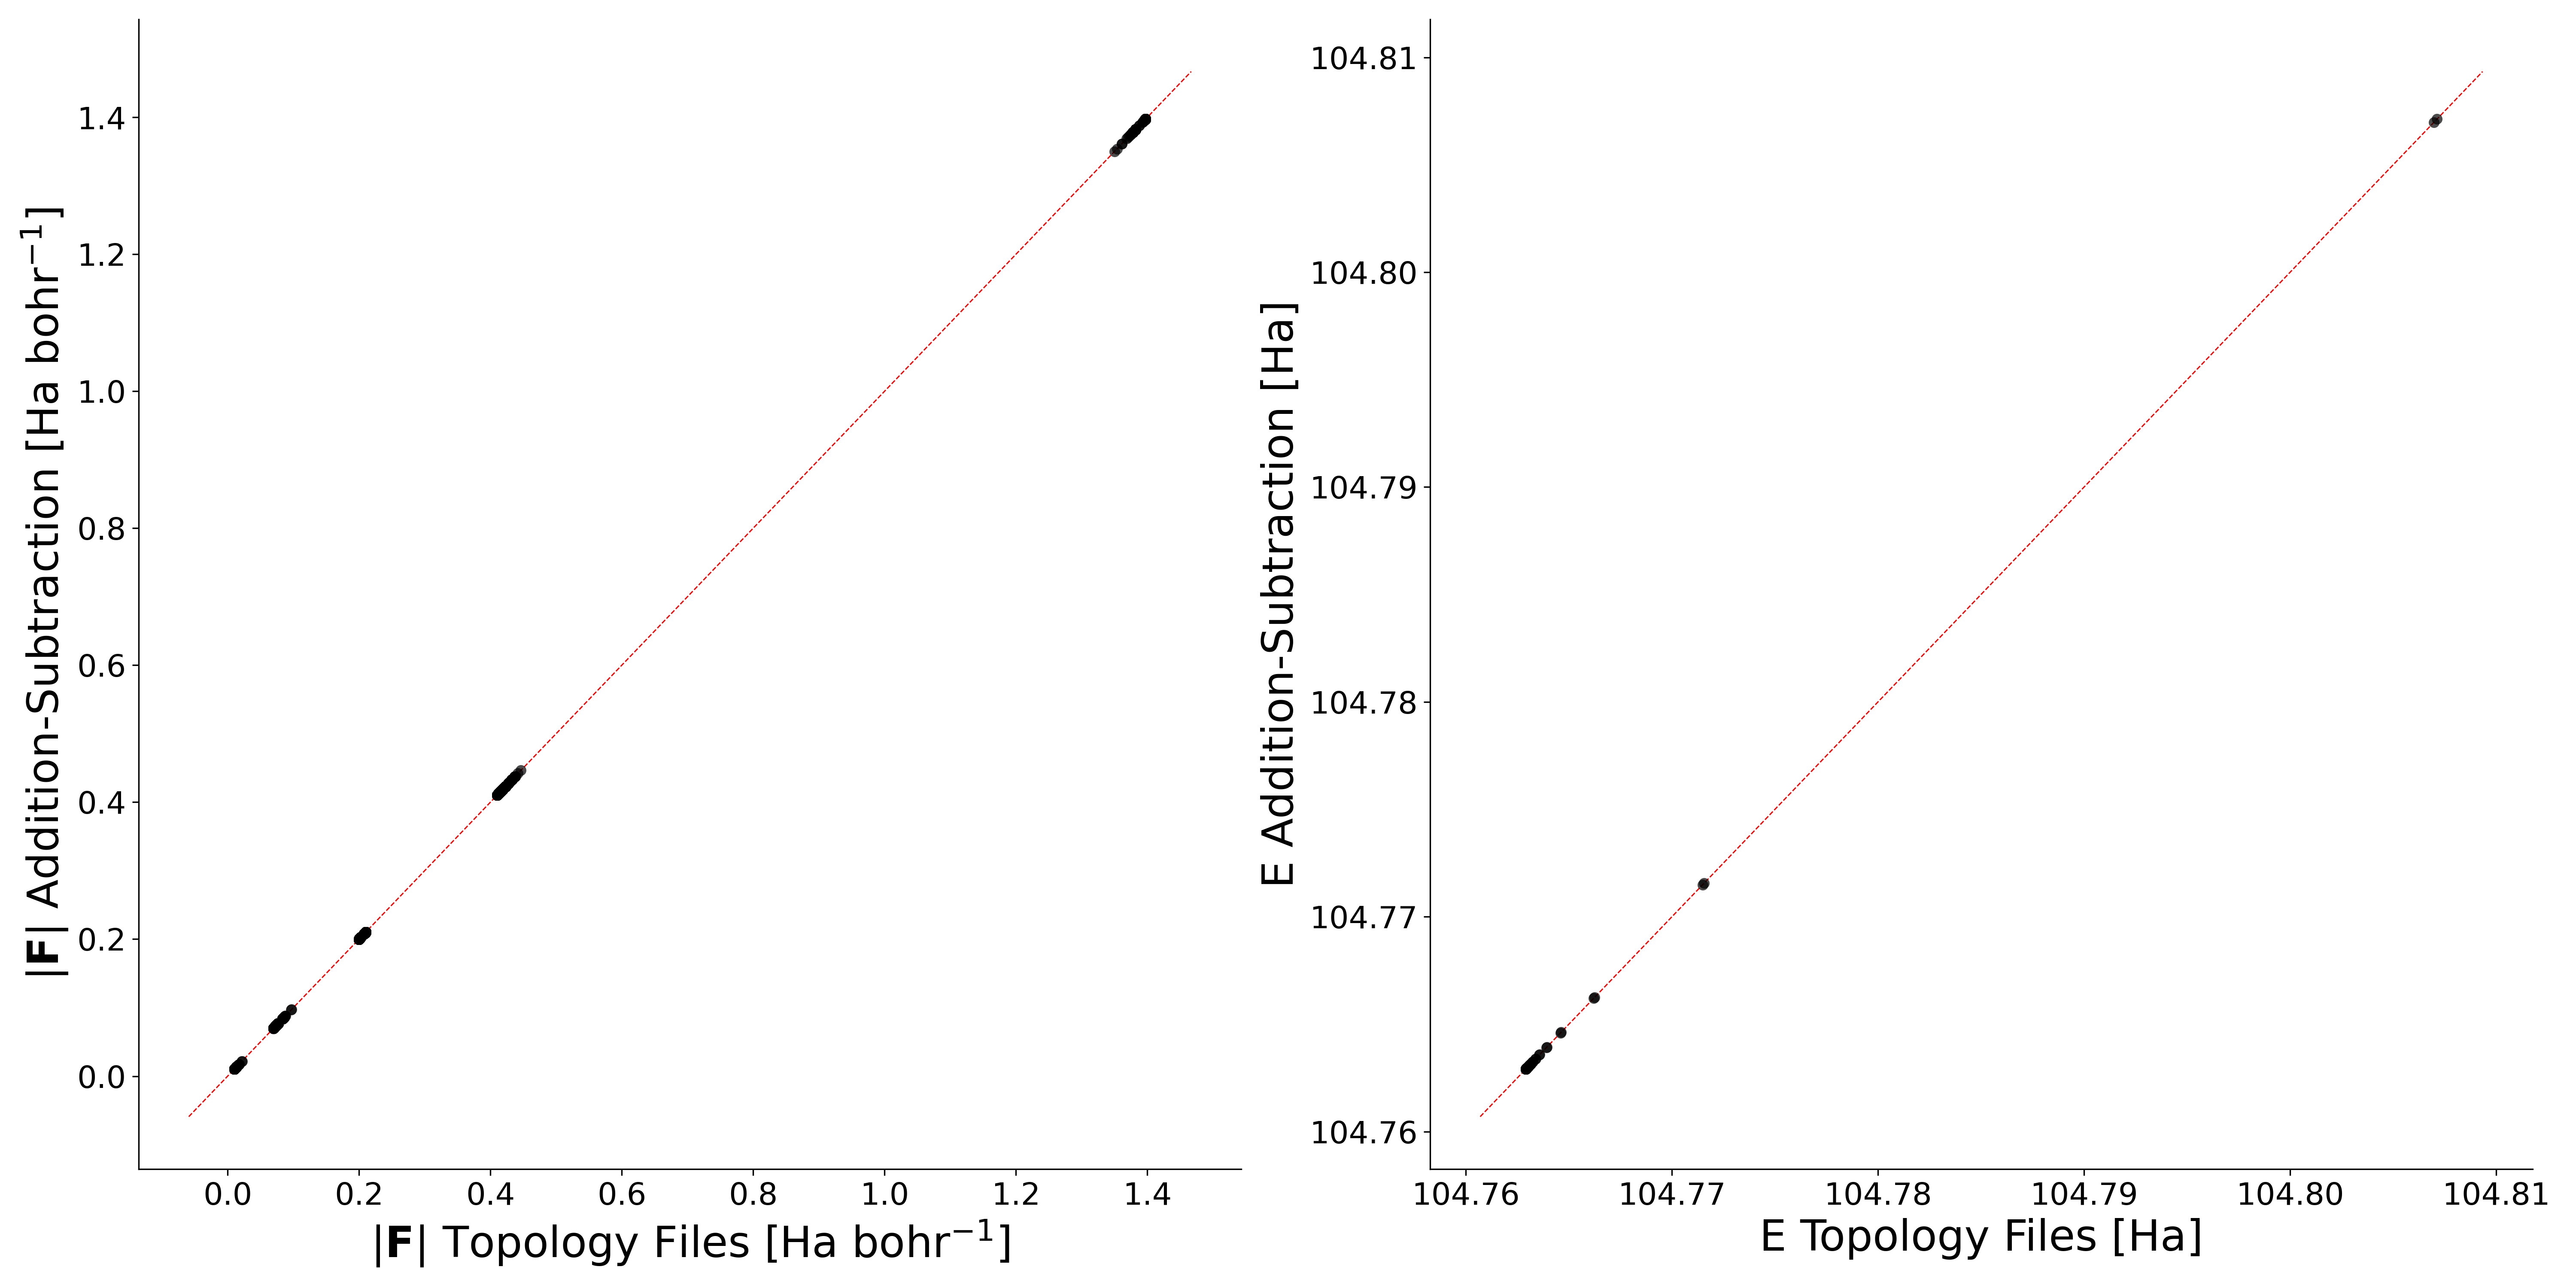 |F| Addition-Subtraction [Ha bohr⁻¹]
1.4
1.2
1.0
0.8
0.6
0.4
0.2
0.0
0.0 0.2 0.4 0.6 0.8 1.0 1.2 1.4
|F| Topology Files [Ha bohr⁻¹]
E Addition-Subtraction [Ha]
104.81
104.80
104.79
104.78
104.77
104.76
104.76 104.77 104.78 104.79 104.80 104.81
E Topology Files [Ha]